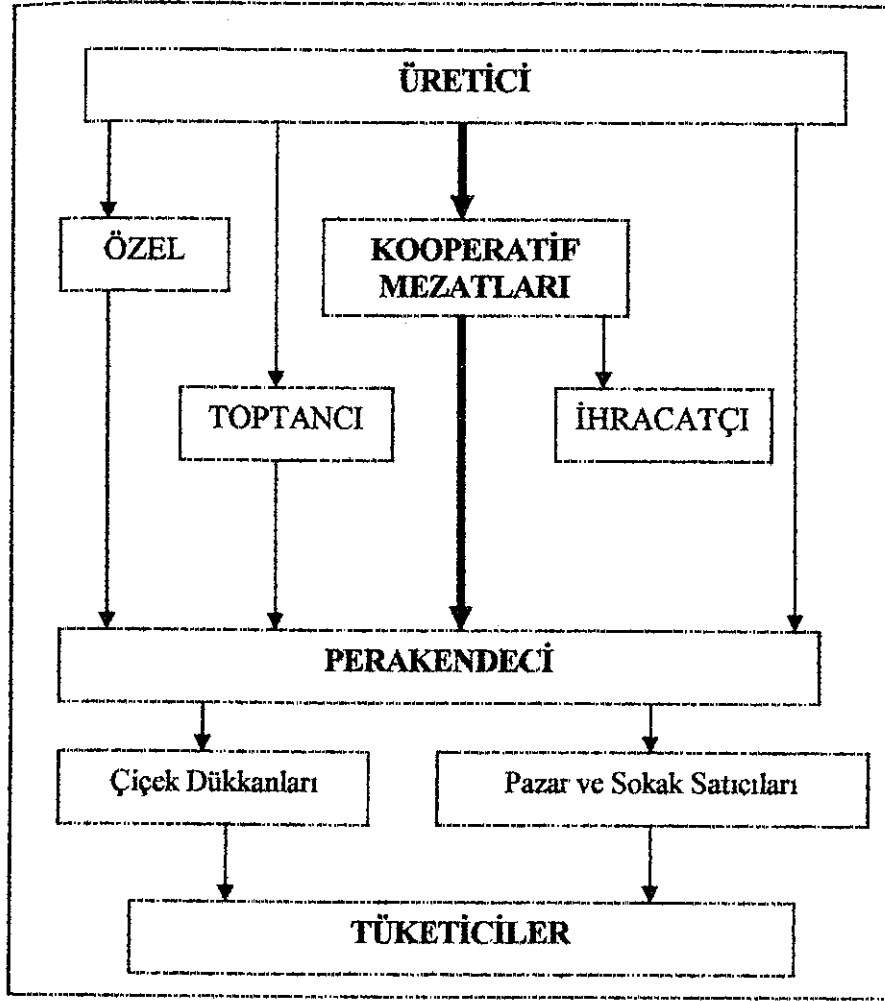 ÜRETİCİ
ÖZEL
KOOPERATİF
MEZATLARI
TOPTANCI
İHRACATÇI
PERAKENDECİ
Çiçek Dükkanları
Pazar ve Sokak Satıcıları
TÜKETİCİLER